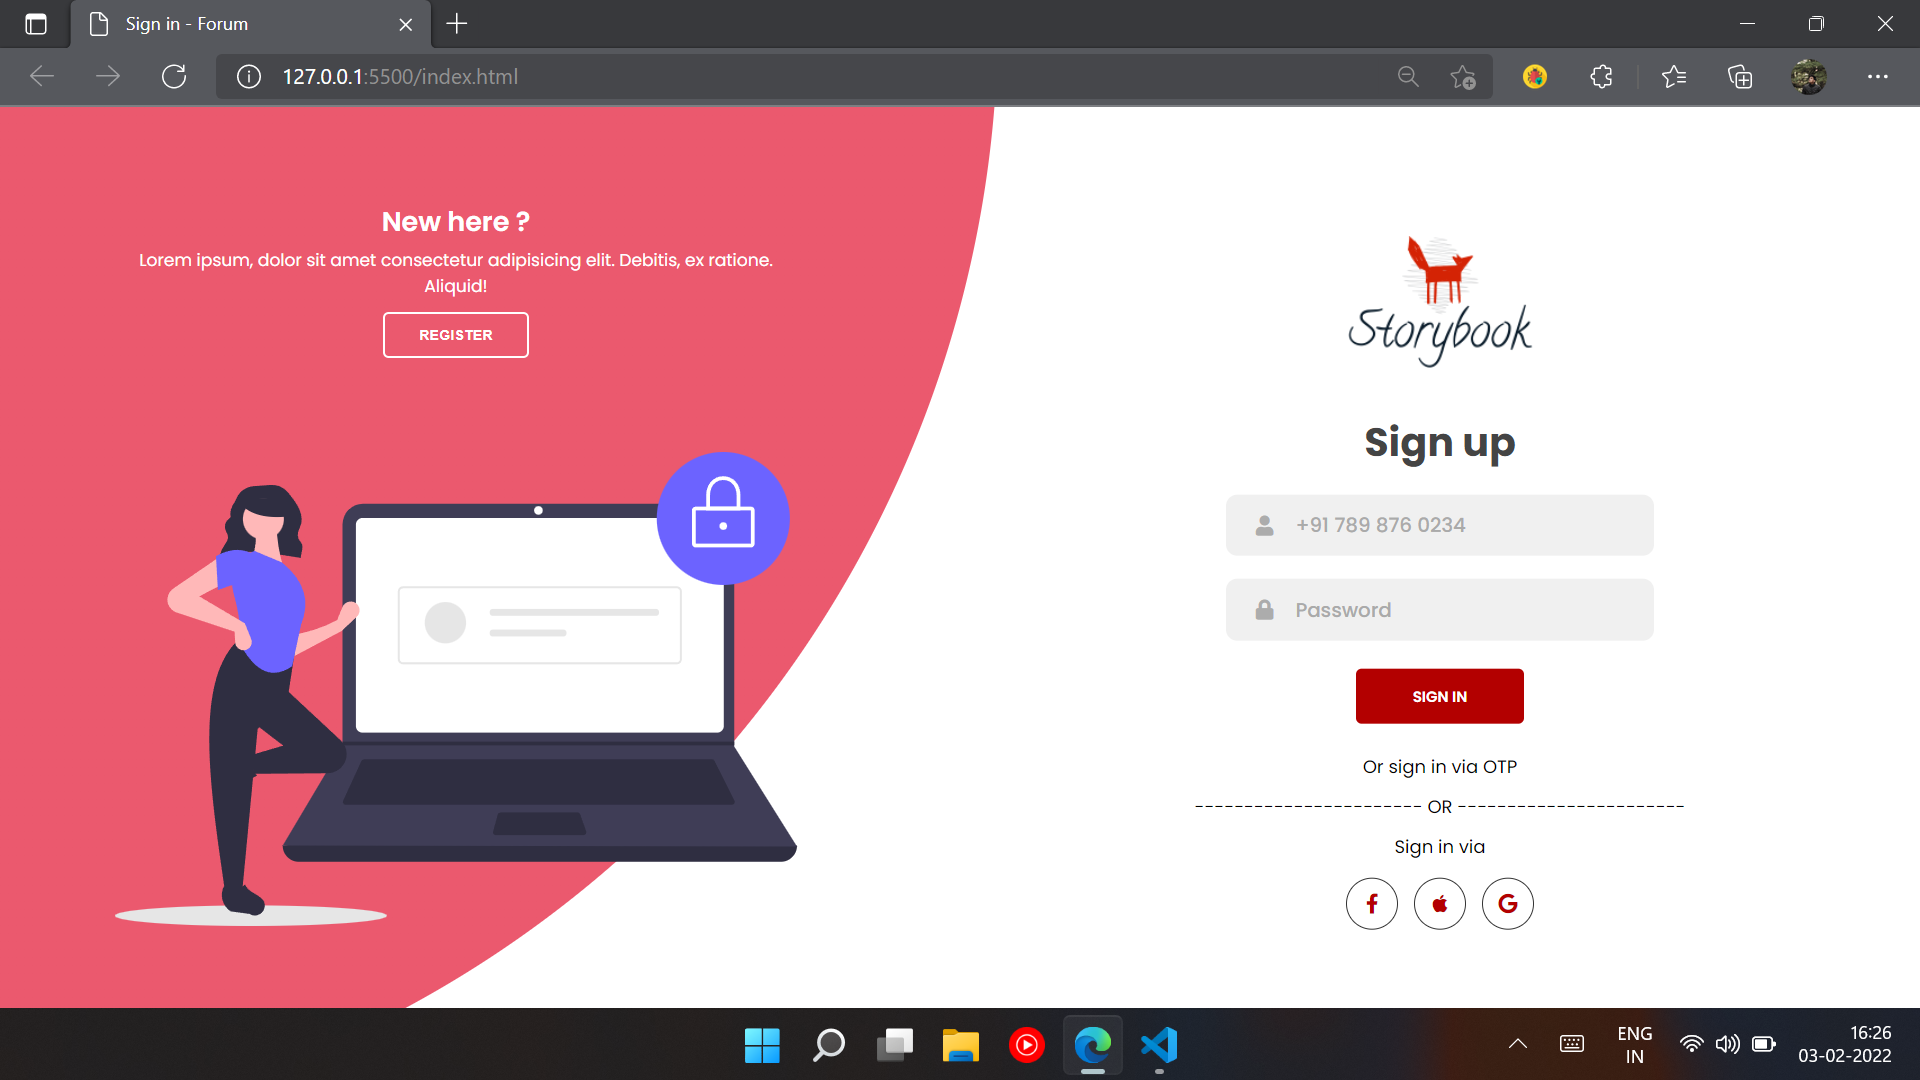 Sign in - Forum
127.0.0.1:5500/index.html
New here ?
Lorem ipsum, dolor sit amet consectetur adipisicing elit. Debitis, ex ratione.
Aliquid!
REGISTER
Storybook
Sign up
+91 789 876 0234
Password
SIGN IN
Or sign in via OTP
----------------------- OR -----------------------
Sign in via
ENG
IN
16:26
03-02-2022